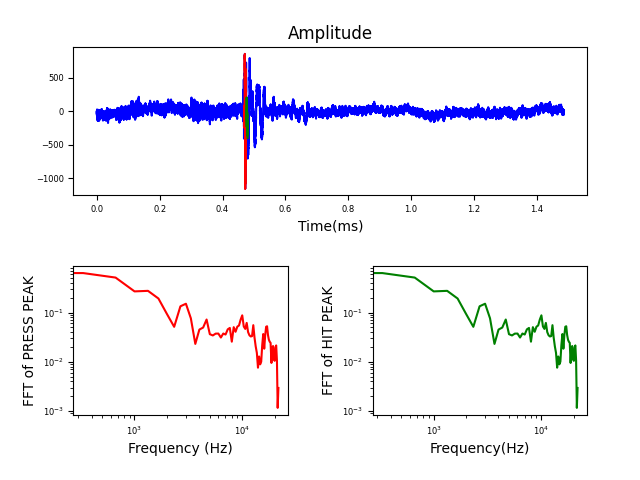 Amplitude
500
0
−500
−1000
0.0 0.2 0.4 0.6 0.8 1.0 1.2 1.4
Time(ms)
FFT of PRESS PEAK
10⁻¹
10⁻²
10⁻³
10³ 10⁴
Frequency (Hz)
FFT of HIT PEAK
10⁻¹
10⁻²
10⁻³
10³ 10⁴
Frequency(Hz)